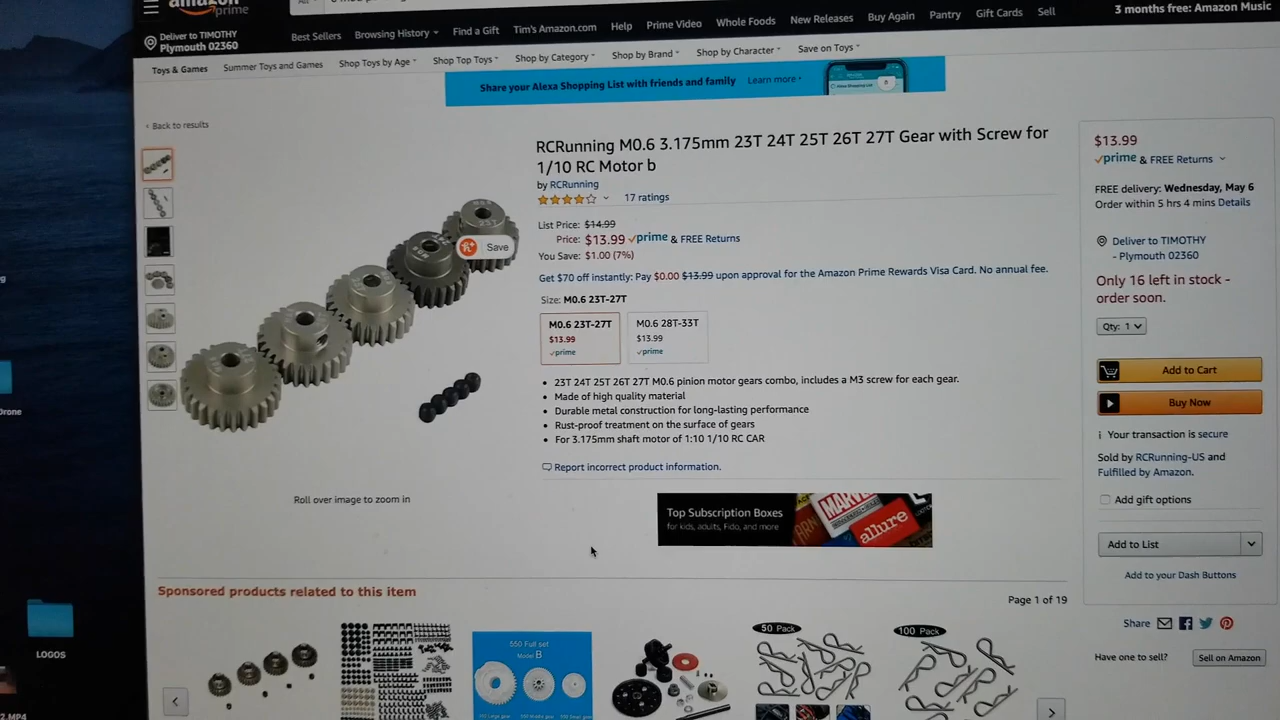 amazon
prime
Deliver to TIMOTHY
Plymouth 02360
Best Sellers Browsing History Find a Gift Tim's Amazon.com Help Prime Video Whole Foods New Releases Buy Again Pantry Gift Cards Sell
3 months free: Amazon Music
Toys & Games Summer Toys and Games Shop Toys by Age Shop Top Toys Shop by Category Shop by Brand Shop by Character Save on Toys
Share your Alexa Shopping List with friends and family Learn more
‹ Back to results
RCRunning M0.6 3.175mm 23T 24T 25T 26T 27T Gear with Screw for
1/10 RC Motor b
by RCRunning
17 ratings
List Price: $14.99
Price: $13.99 prime & FREE Returns
You Save: $1.00 (7%)
Get $70 off instantly: Pay $0.00 $13.99 upon approval for the Amazon Prime Rewards Visa Card. No annual fee.
Size: M0.6 23T-27T
M0.6 23T-27T
$13.99
prime
M0.6 28T-33T
$13.99
prime
• 23T 24T 25T 26T 27T M0.6 pinion motor gears combo, includes a M3 screw for each gear.
• Made of high quality material
• Durable metal construction for long-lasting performance
• Rust-proof treatment on the surface of gears
• For 3.175mm shaft motor of 1:10 1/10 RC CAR
Report incorrect product information.
Save
Roll over image to zoom in
Top Subscription Boxes
for kids, adults, Fido, and more
MARVEL
allure
$13.99
prime & FREE Returns
FREE delivery: Wednesday, May 6
Order within 5 hrs 4 mins Details
Deliver to TIMOTHY
- Plymouth 02360
Only 16 left in stock -
order soon.
Qty: 1
Add to Cart
Buy Now
Your transaction is secure
Sold by RCRunning-US and
Fulfilled by Amazon.
Add gift options
Add to List
Add to your Dash Buttons
Share
Have one to sell? Sell on Amazon
Sponsored products related to this item
Page 1 of 19
550 Full set
Model B
50 Pack
100 Pack
LOGOS
2.MP4